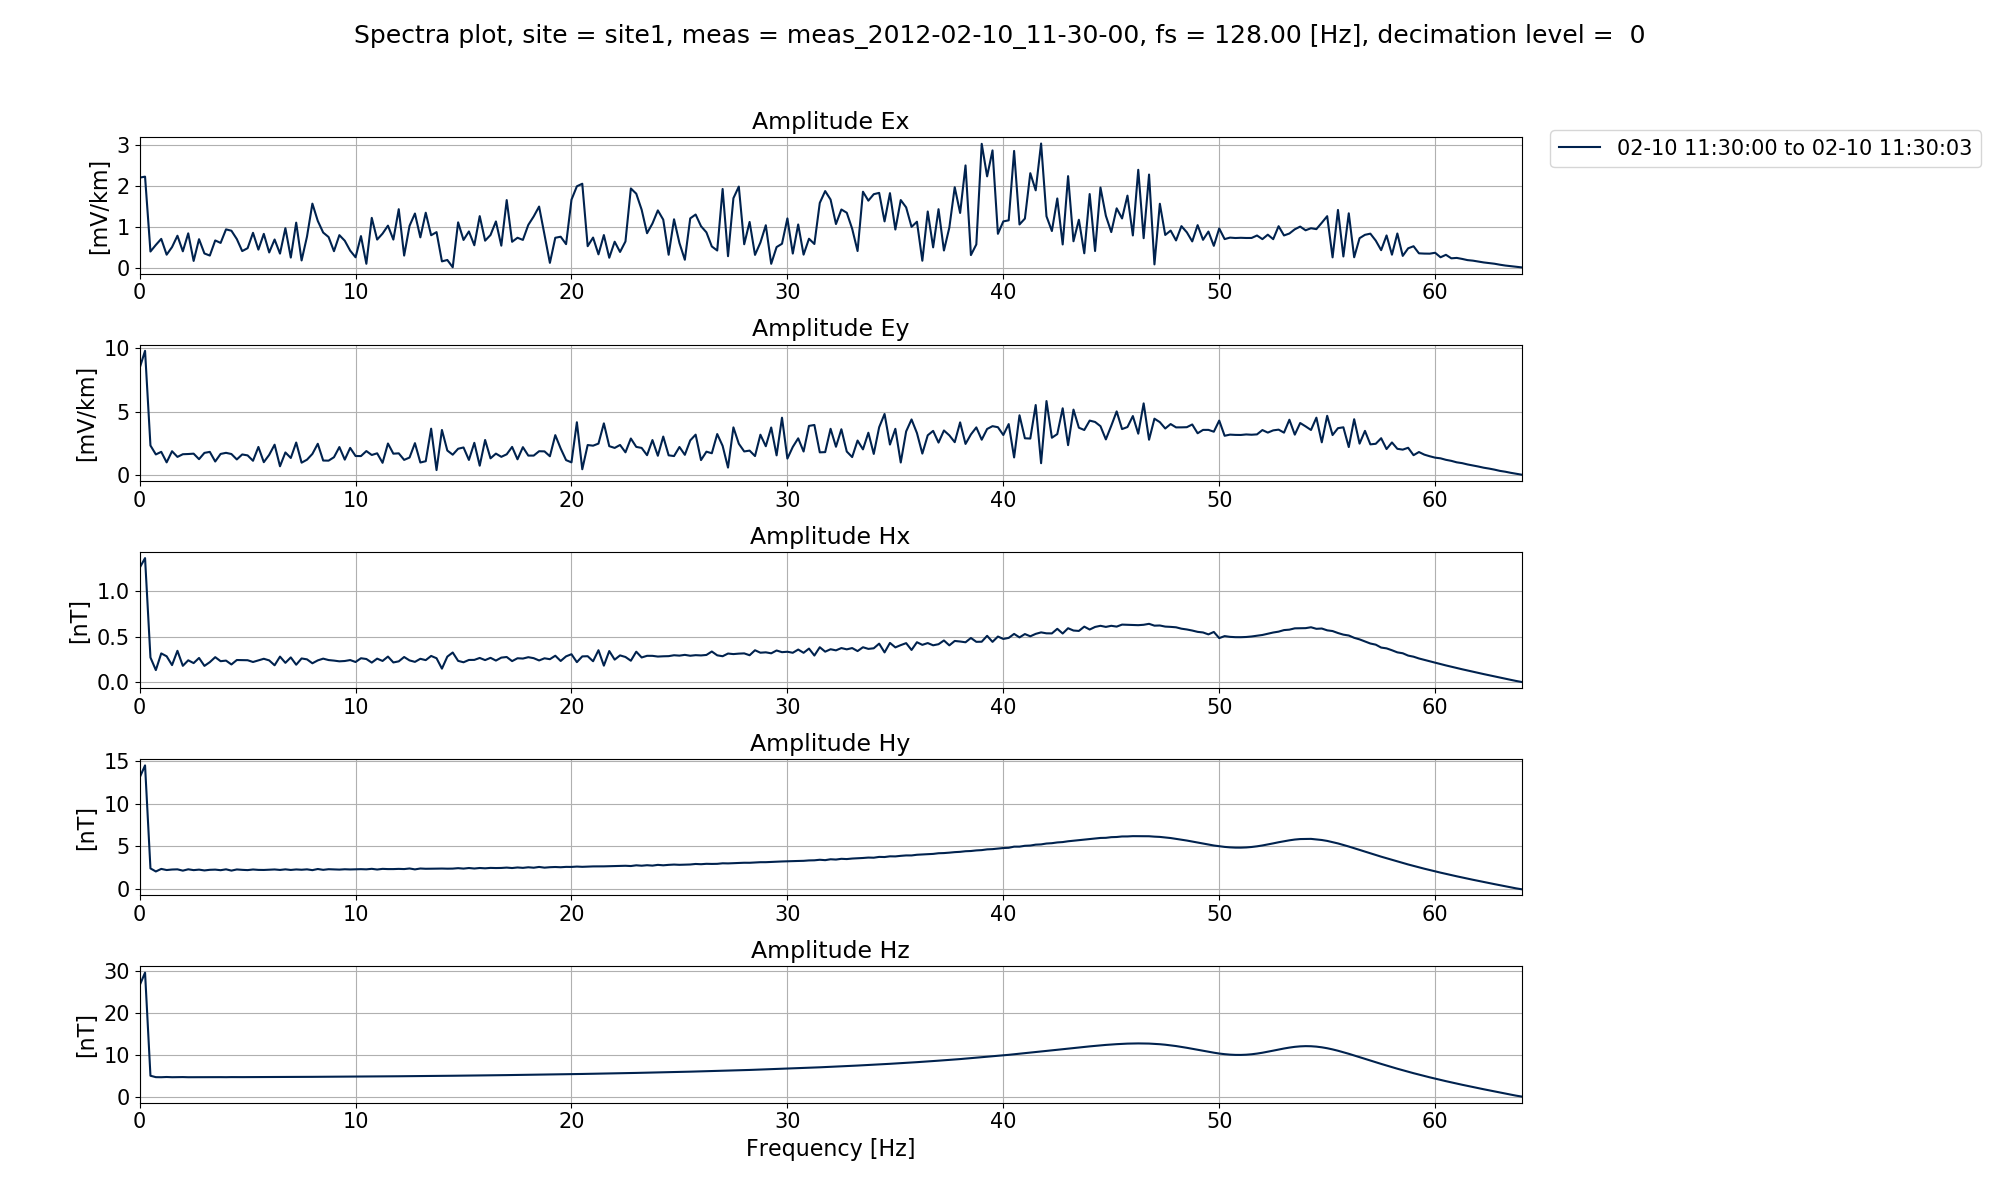 Spectra plot, site = site1, meas = meas_2012-02-10_11-30-00, fs = 128.00 [Hz], decimation level =  0
Amplitude Ex
02-10 11:30:00 to 02-10 11:30:03
[mV/km]
3
2
1
0
0 10 20 30 40 50 60
Amplitude Ey
[mV/km]
10
5
0
0 10 20 30 40 50 60
Amplitude Hx
[nT]
1.0
0.5
0.0
0 10 20 30 40 50 60
Amplitude Hy
[nT]
15
10
5
0
0 10 20 30 40 50 60
Amplitude Hz
[nT]
30
20
10
0
0 10 20 30 40 50 60
Frequency [Hz]